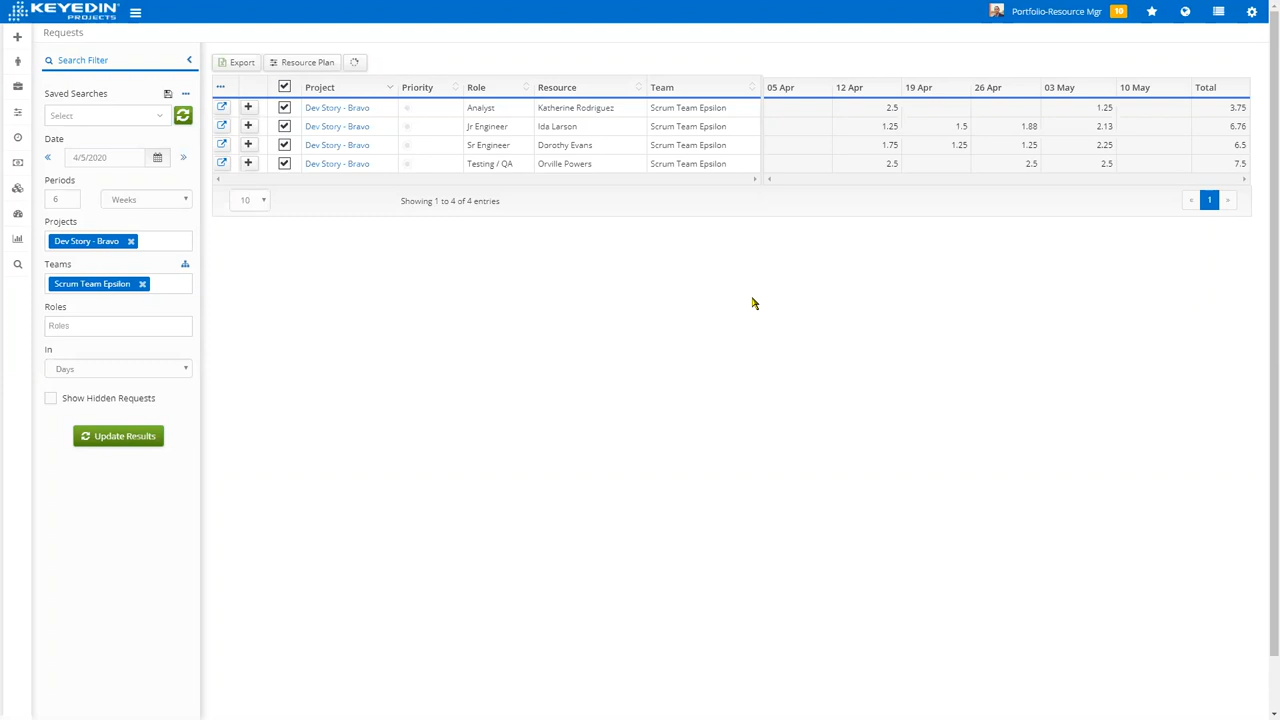 KEYEDIN
PROJECTS
Portfolio-Resource Mgr 10
Requests
Search Filter
Saved Searches
Select
Date
4/5/2020
Periods
6 Weeks
Projects
Dev Story - Bravo
Teams
Scrum Team Epsilon
Roles
Roles
In
Days
Show Hidden Requests
Update Results
Export Resource Plan
Project Priority Role Resource Team 05 Apr 12 Apr 19 Apr 26 Apr 03 May 10 May Total
Dev Story - Bravo Analyst Katherine Rodriguez Scrum Team Epsilon 2.5 1.25 3.75
Dev Story - Bravo Jr Engineer Ida Larson Scrum Team Epsilon 1.25 1.5 1.88 2.13 6.76
Dev Story - Bravo Sr Engineer Dorothy Evans Scrum Team Epsilon 1.75 1.25 1.25 2.25 6.5
Dev Story - Bravo Testing / QA Orville Powers Scrum Team Epsilon 2.5 2.5 2.5 7.5
10 Showing 1 to 4 of 4 entries « 1 »